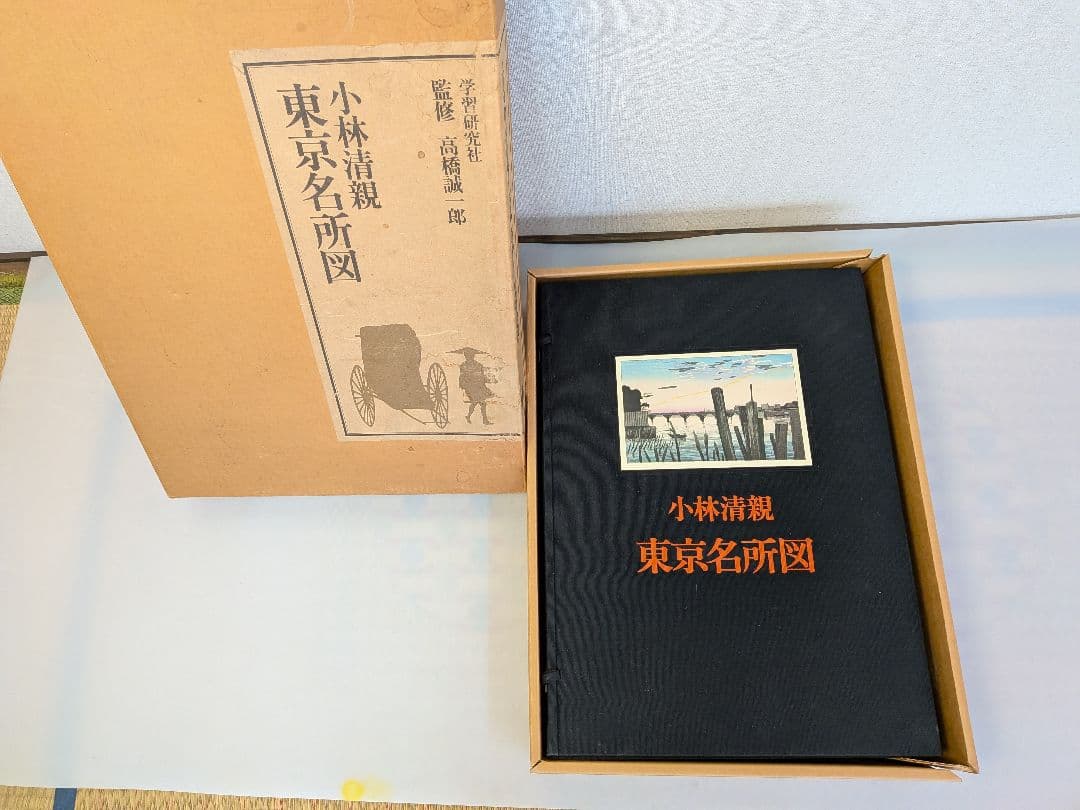 学習研究社
監修 高橋誠一郎
小林清親
東京名所図
小林清親
東京名所図